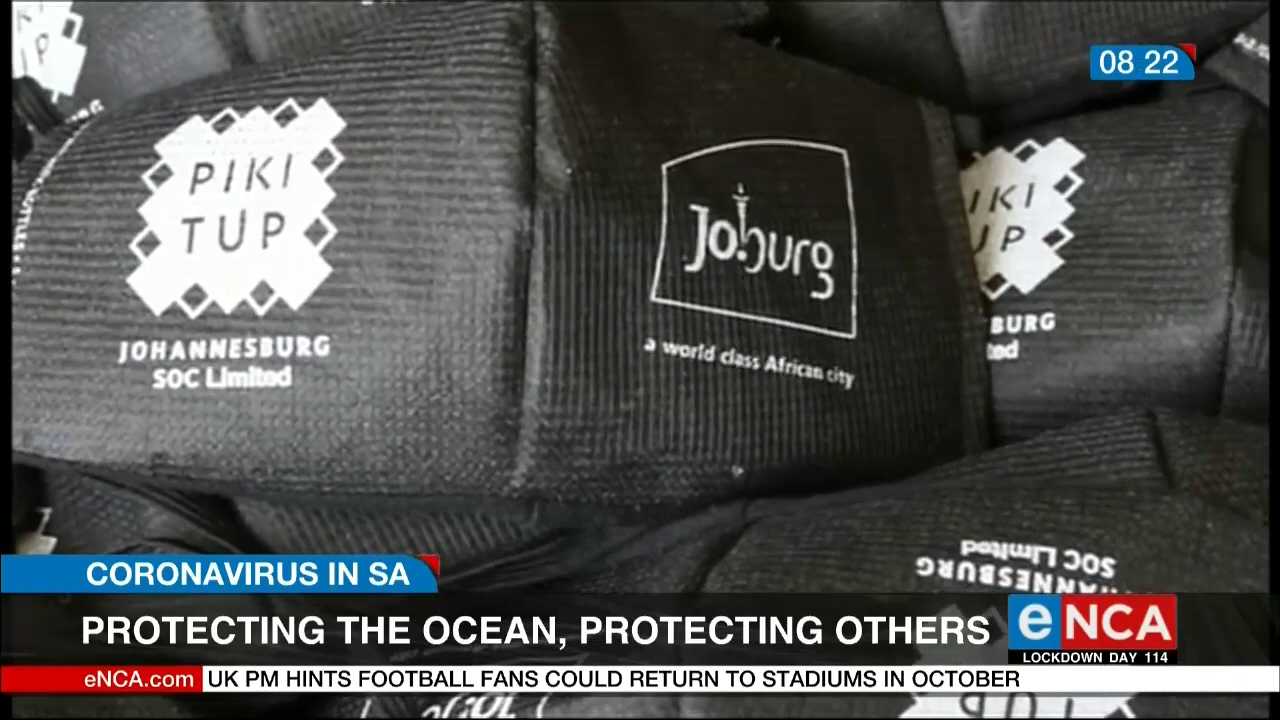 08 22
PIKI
TUP
JOHANNESBURG
SOC Limited
Joburg
a world class African city
IKI
UP
BURG
ted
JOHANNESBURG
SOC Limited
CORONAVIRUS IN SA
PROTECTING THE OCEAN, PROTECTING OTHERS
eNCA
LOCKDOWN DAY 114
eNCA.com
UK PM HINTS FOOTBALL FANS COULD RETURN TO STADIUMS IN OCTOBER